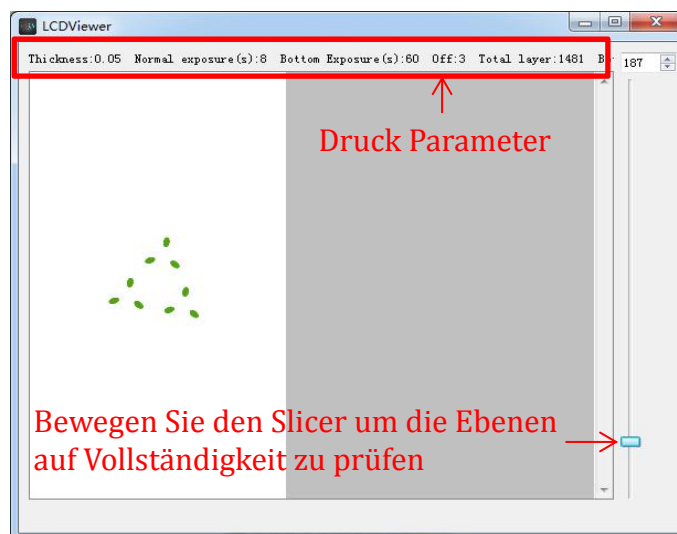 LCDViewer
Thickness:0.05 Normal exposure(s):8 Bottom Exposure(s):60 Off:3 Total layer:1481
187
Druck Parameter
Bewegen Sie den Slicer um die Ebenen
auf Vollständigkeit zu prüfen